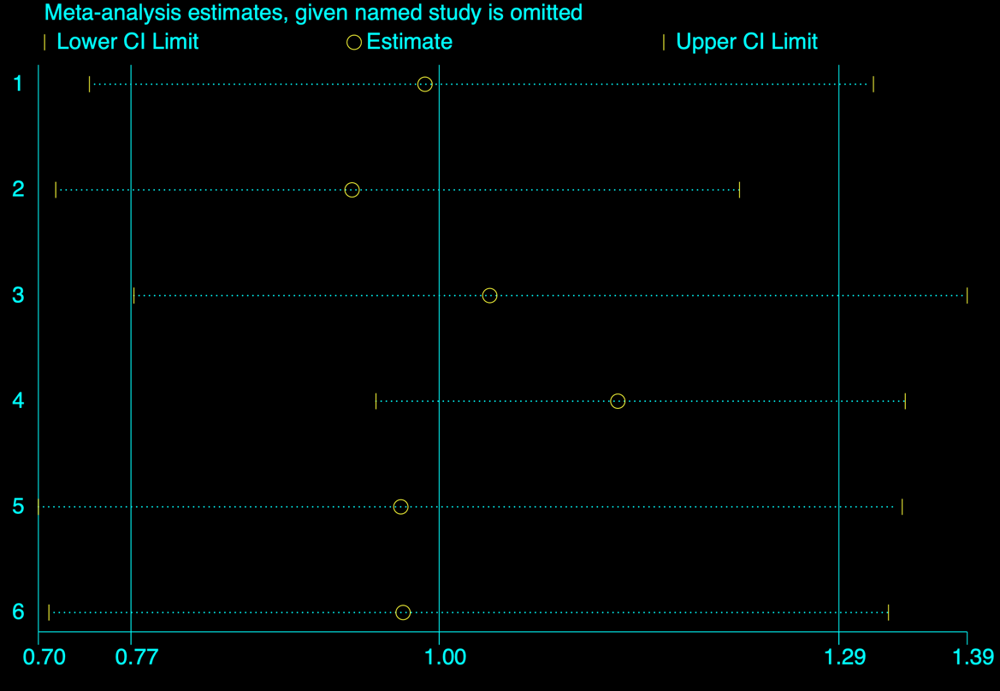 Meta-analysis estimates, given named study is omitted
Lower CI Limit Estimate Upper CI Limit
1
2
3
4
5
6
0.70 0.77 1.00 1.29 1.39